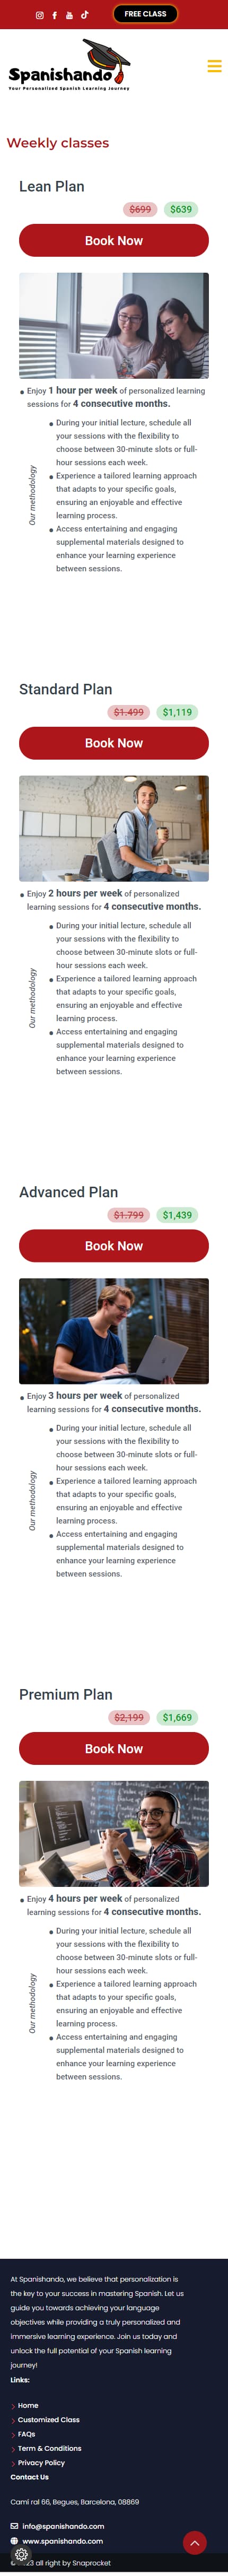 FREE CLASS
Spanishando
Your Personalized Spanish Learning Journey
Weekly classes
Lean Plan
$699 $639
Book Now
Enjoy 1 hour per week of personalized learning
sessions for 4 consecutive months.
Our methodology
During your initial lecture, schedule all
your sessions with the flexibility to
choose between 30-minute slots or full-
hour sessions each week.
Experience a tailored learning approach
that adapts to your specific goals,
ensuring an enjoyable and effective
learning process.
Access entertaining and engaging
supplemental materials designed to
enhance your learning experience
between sessions.
Standard Plan
$1.499 $1,119
Book Now
Enjoy 2 hours per week of personalized
learning sessions for 4 consecutive months.
Our methodology
During your initial lecture, schedule all
your sessions with the flexibility to
choose between 30-minute slots or full-
hour sessions each week.
Experience a tailored learning approach
that adapts to your specific goals,
ensuring an enjoyable and effective
learning process.
Access entertaining and engaging
supplemental materials designed to
enhance your learning experience
between sessions.
Advanced Plan
$1.799 $1,439
Book Now
Enjoy 3 hours per week of personalized
learning sessions for 4 consecutive months.
Our methodology
During your initial lecture, schedule all
your sessions with the flexibility to
choose between 30-minute slots or full-
hour sessions each week.
Experience a tailored learning approach
that adapts to your specific goals,
ensuring an enjoyable and effective
learning process.
Access entertaining and engaging
supplemental materials designed to
enhance your learning experience
between sessions.
Premium Plan
$2,199 $1,669
Book Now
Enjoy 4 hours per week of personalized
learning sessions for 4 consecutive months.
Our methodology
During your initial lecture, schedule all
your sessions with the flexibility to
choose between 30-minute slots or full-
hour sessions each week.
Experience a tailored learning approach
that adapts to your specific goals,
ensuring an enjoyable and effective
learning process.
Access entertaining and engaging
supplemental materials designed to
enhance your learning experience
between sessions.
At Spanishando, we believe that personalization is
the key to your success in mastering Spanish. Let us
guide you towards achieving your language
objectives while providing a truly personalized and
immersive learning experience. Join us today and
unlock the full potential of your Spanish learning
journey!
Links:
Home
Customized Class
FAQs
Term & Conditions
Privacy Policy
Contact Us
Camí ral 66, Begues, Barcelona, 08869
info@spanishando.com
www.spanishando.com
all right by Snaprocket